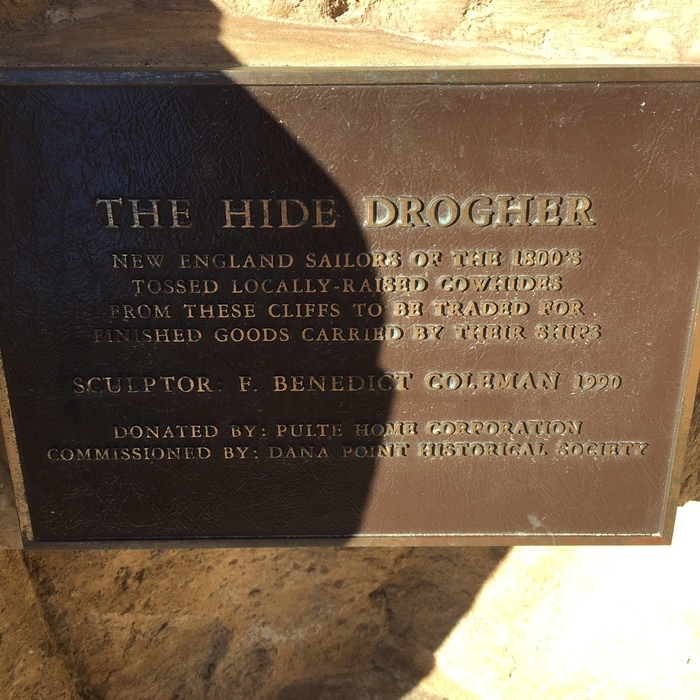 THE HIDE DROGHER
NEW ENGLAND SAILORS OF THE 1800'S
TOSSED LOCALLY-RAISED COWHIDES
FROM THESE CLIFFS TO BE TRADED FOR
FINISHED GOODS CARRIED BY THEIR SHIPS
SCULPTOR: F. BENEDICT COLEMAN 1990
DONATED BY: PULTE HOME CORPORATION
COMMISSIONED BY: DANA POINT HISTORICAL SOCIETY